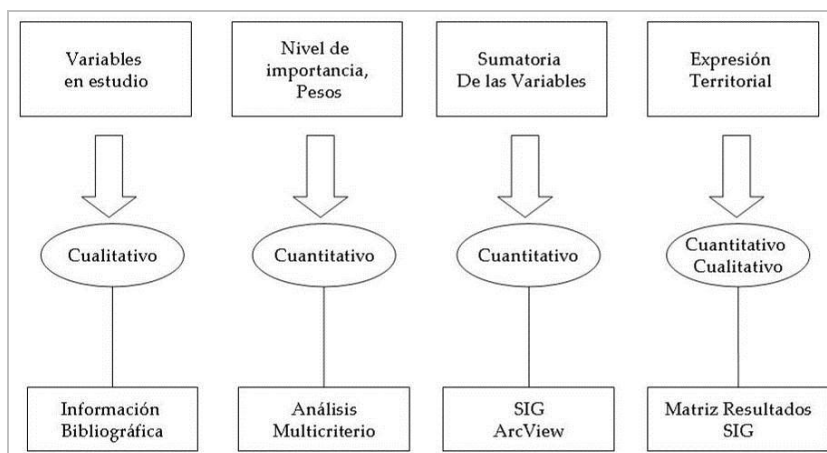 Variables
en estudio
Nivel de
importancia,
Pesos
Sumatoria
De las Variables
Expresión
Territorial
Cualitativo
Cuantitativo
Cuantitativo
Cuantitativo
Cualitativo
Información
Bibliográfica
Análisis
Multicriterio
SIG
ArcView
Matriz Resultados
SIG